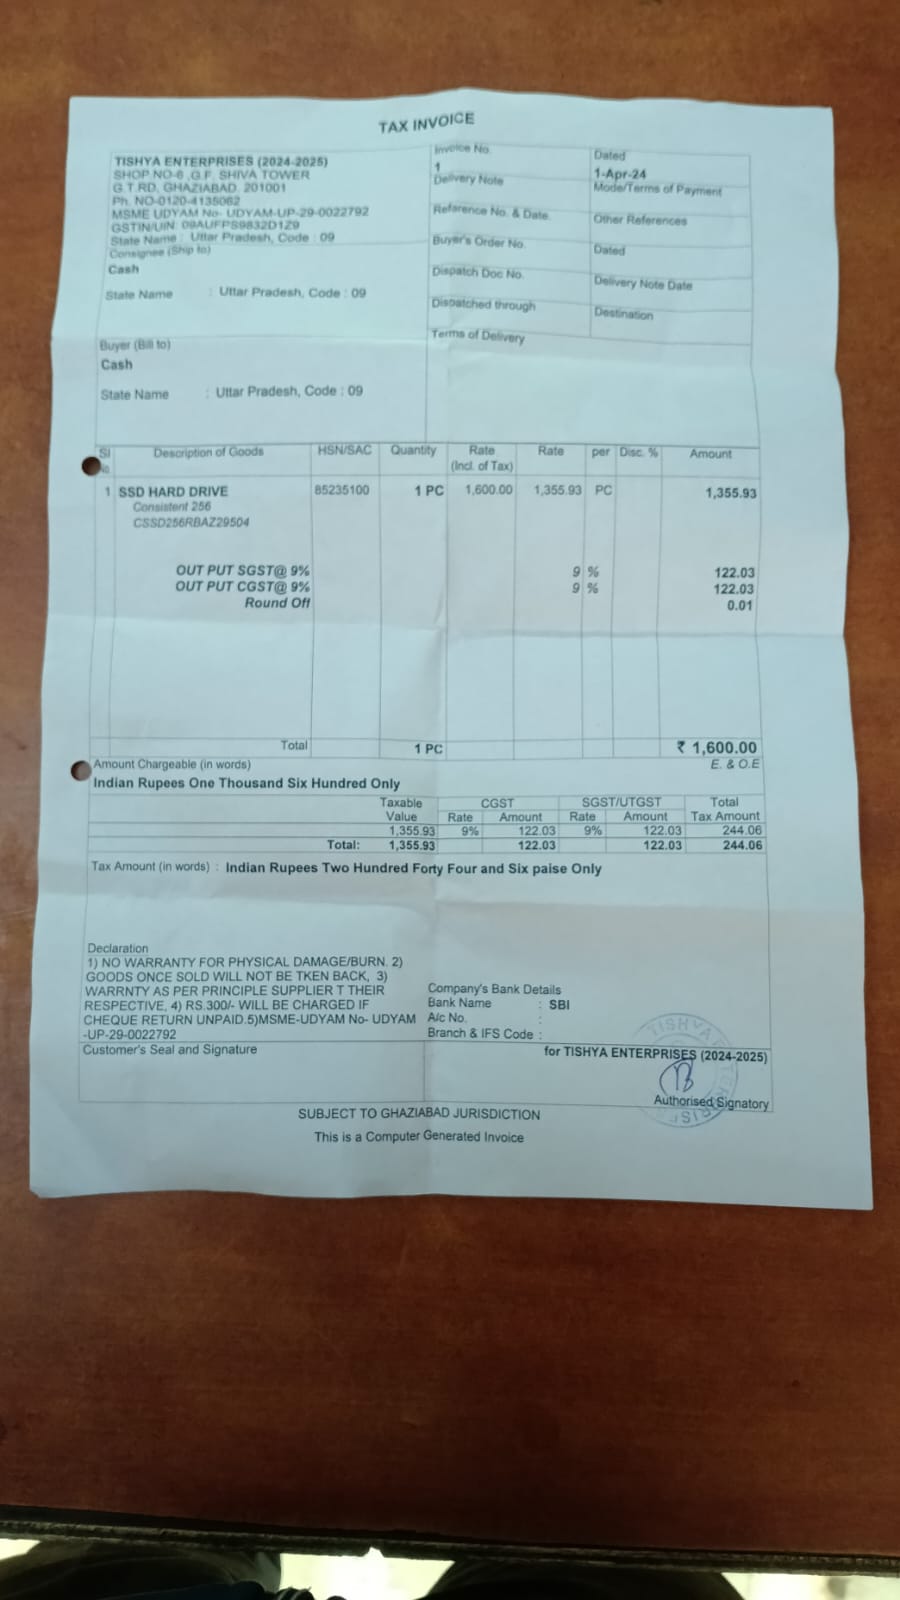 TAX INVOICE
TISHYA ENTERPRISES (2024-2025)
SHOP NO-6 ,G.F. SHIVA TOWER
G.T.RD, GHAZIABAD. 201001
Ph. NO-0120-4135062
MSME UDYAM No- UDYAM-UP-29-0022792
GSTIN/UIN: 09AUFPS9832D1Z9
State Name : Uttar Pradesh, Code : 09
Consignee (Ship to)
Cash
State Name : Uttar Pradesh, Code : 09
Buyer (Bill to)
Cash
State Name : Uttar Pradesh, Code : 09
Invoice No. Dated
1 1-Apr-24
Delivery Note Mode/Terms of Payment
Reference No. & Date. Other References
Buyer's Order No. Dated
Dispatch Doc No. Delivery Note Date
Dispatched through Destination
Terms of Delivery
Sl Description of Goods HSN/SAC Quantity Rate Rate per Disc. % Amount
No. (Incl. of Tax)
1 SSD HARD DRIVE 85235100 1 PC 1,600.00 1,355.93 PC 1,355.93
Consistent 256
CSSD256RBAZ29504
OUT PUT SGST@ 9% 9 % 122.03
OUT PUT CGST@ 9% 9 % 122.03
Round Off 0.01
Total 1 PC ₹ 1,600.00
Amount Chargeable (in words) E. & O.E
Indian Rupees One Thousand Six Hundred Only
Taxable CGST SGST/UTGST Total
Value Rate Amount Rate Amount Tax Amount
1,355.93 9% 122.03 9% 122.03 244.06
Total: 1,355.93 122.03 122.03 244.06
Tax Amount (in words) : Indian Rupees Two Hundred Forty Four and Six paise Only
Declaration
1) NO WARRANTY FOR PHYSICAL DAMAGE/BURN. 2)
GOODS ONCE SOLD WILL NOT BE TKEN BACK, 3)
WARRNTY AS PER PRINCIPLE SUPPLIER T THEIR
RESPECTIVE, 4) RS.300/- WILL BE CHARGED IF
CHEQUE RETURN UNPAID.5)MSME-UDYAM No- UDYAM
-UP-29-0022792
Company's Bank Details
Bank Name : SBI
A/c No. :
Branch & IFS Code :
Customer's Seal and Signature
for TISHYA ENTERPRISES (2024-2025)
Authorised Signatory
SUBJECT TO GHAZIABAD JURISDICTION
This is a Computer Generated Invoice